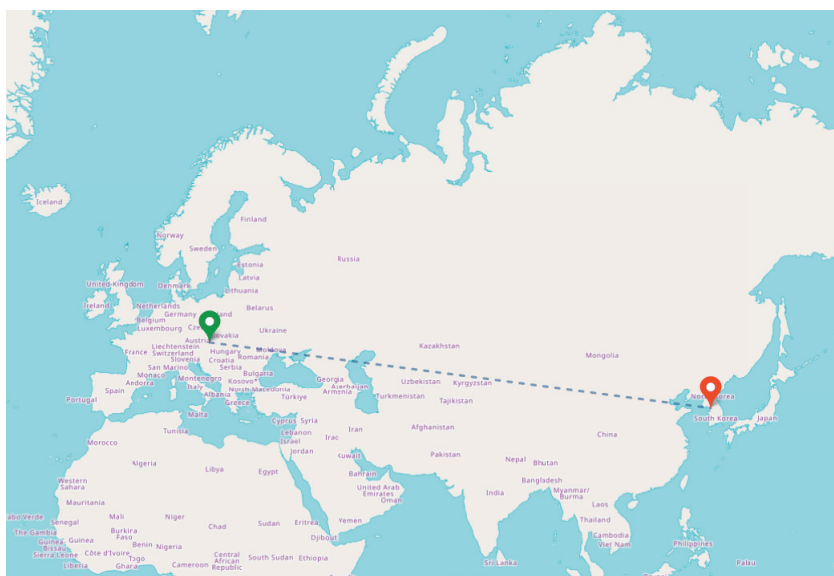 Iceland
Finland
Norway
Sweden
Russia
Estonia
Latvia
United Kingdom
Denmark
Lithuania
Ireland
Netherlands
Belarus
Germany
Belgium
Luxembourg
Ukraine
Austria
Liechtenstein
Moldova
France
Switzerland
Hungary
Romania
Kazakhstan
Mongolia
Slovenia
Croatia
San Marino
Serbia
Bulgaria
Monaco
Montenegro
Kosovo
Georgia
Uzbekistan
Kyrgyzstan
Andorra
Italy
North Macedonia
Azerbaijan
Spain
Albania
Armenia
Türkiye
Turkmenistan
Tajikistan
Portugal
Greece
Malta
South Korea
Japan
Cyprus
Syria
Tunisia
Lebanon
Iraq
Iran
Afghanistan
China
Morocco
Israel
Jordan
Kuwait
Pakistan
Nepal
Bhutan
Algeria
Libya
Egypt
Bahrain
Bangladesh
Western
Sahara
United Arab
Emirates
Oman
India
Myanmar/
Burma
Mauritania
Laos
Mali
Niger
Chad
Sudan
Eritrea
Yemen
Thailand
Senegal
The Gambia
Burkina
Faso
Djibouti
Cambodia
Guinea
Guinea
Bissau
Benin
Nigeria
Viet Nam
Philippines
Sierra Leone
Côte d'Ivoire
Togo
Central
African
Republic
South Sudan
Ethiopia
Liberia
Ghana
Cameroon
Sri Lanka
Palau